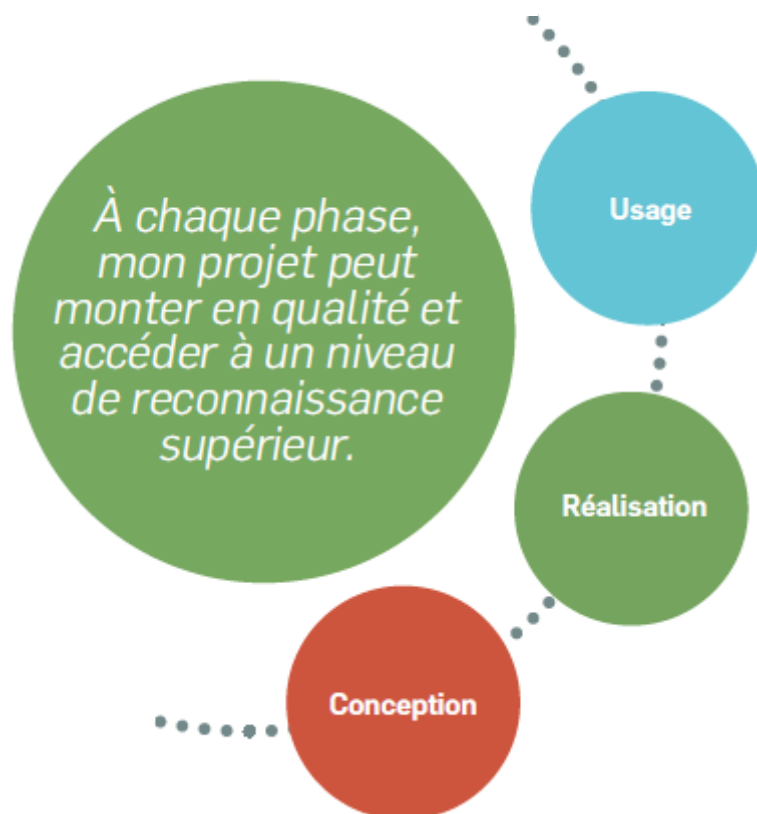 À chaque phase,
mon projet peut
monter en qualité et
accéder à un niveau
de reconnaissance
supérieur.
Usage
Réalisation
Conception